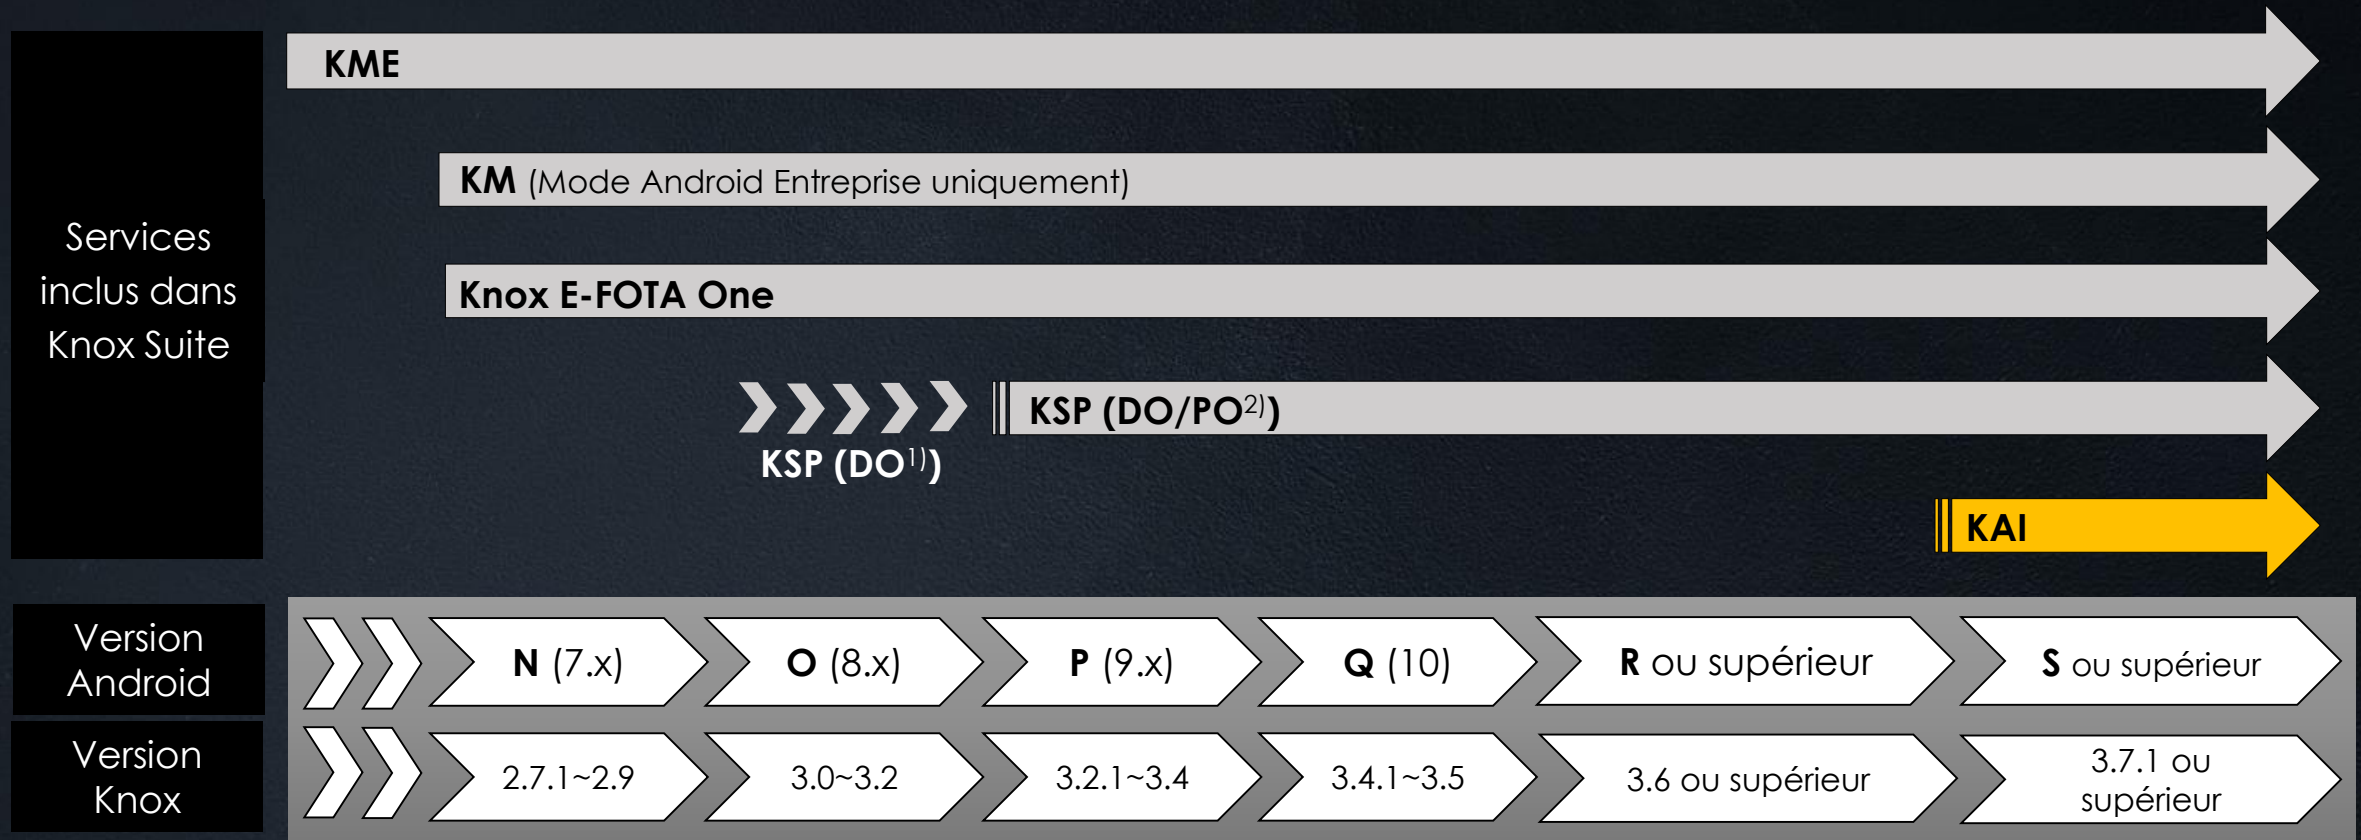 Services
inclus dans
Knox Suite
KME
KM (Mode Android Entreprise uniquement)
Knox E-FOTA One
KSP (DO1))
KSP (DO/PO2))
KAI
Version
Android
N (7.x)
O (8.x)
P (9.x)
Q (10)
R ou supérieur
S ou supérieur
Version
Knox
2.7.1~2.9
3.0~3.2
3.2.1~3.4
3.4.1~3.5
3.6 ou supérieur
3.7.1 ou
supérieur